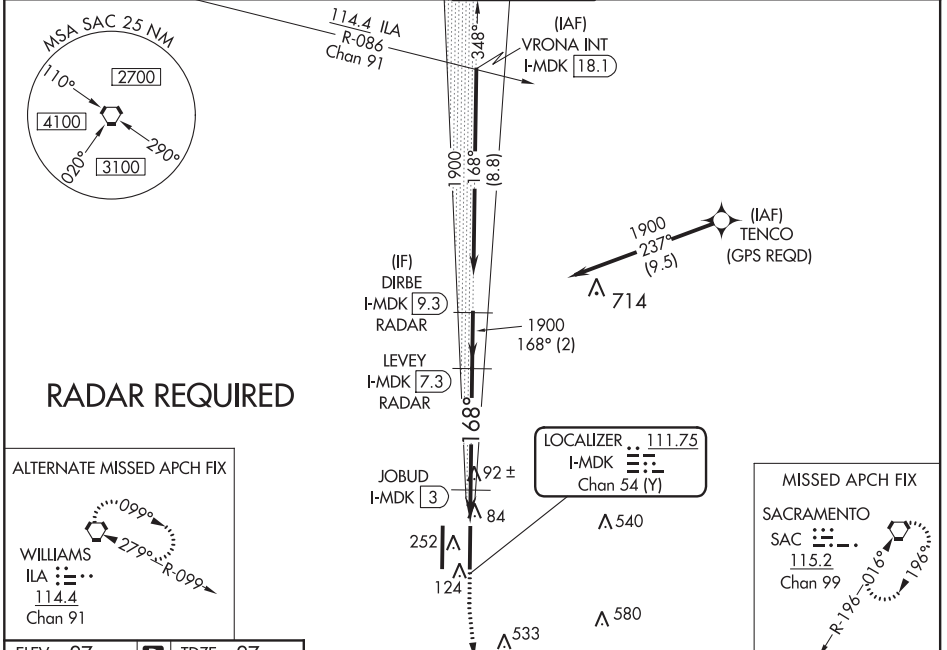 MSA SAC 25 NM
110°
2700
4100
020°
290°
3100
114.4 ILA
R-086
Chan 91
348°
(IAF)
VRONA INT
I-MDK 18.1
1900
168°
(8.8)
(IAF)
TENCO
(GPS REQD)
1900
237°
(9.5)
714
(IF)
DIRBE
I-MDK 9.3
RADAR
1900
168° (2)
LEVEY
I-MDK 7.3
RADAR
RADAR REQUIRED
168°
LOCALIZER 111.75
I-MDK
Chan 54 (Y)
JOBUD
I-MDK 3
92 ±
84
540
252
124
580
533
ALTERNATE MISSED APCH FIX
099°
279°
R-099
WILLIAMS
ILA
114.4
Chan 91
MISSED APCH FIX
SACRAMENTO
SAC
115.2
Chan 99
R-196
016°
196°